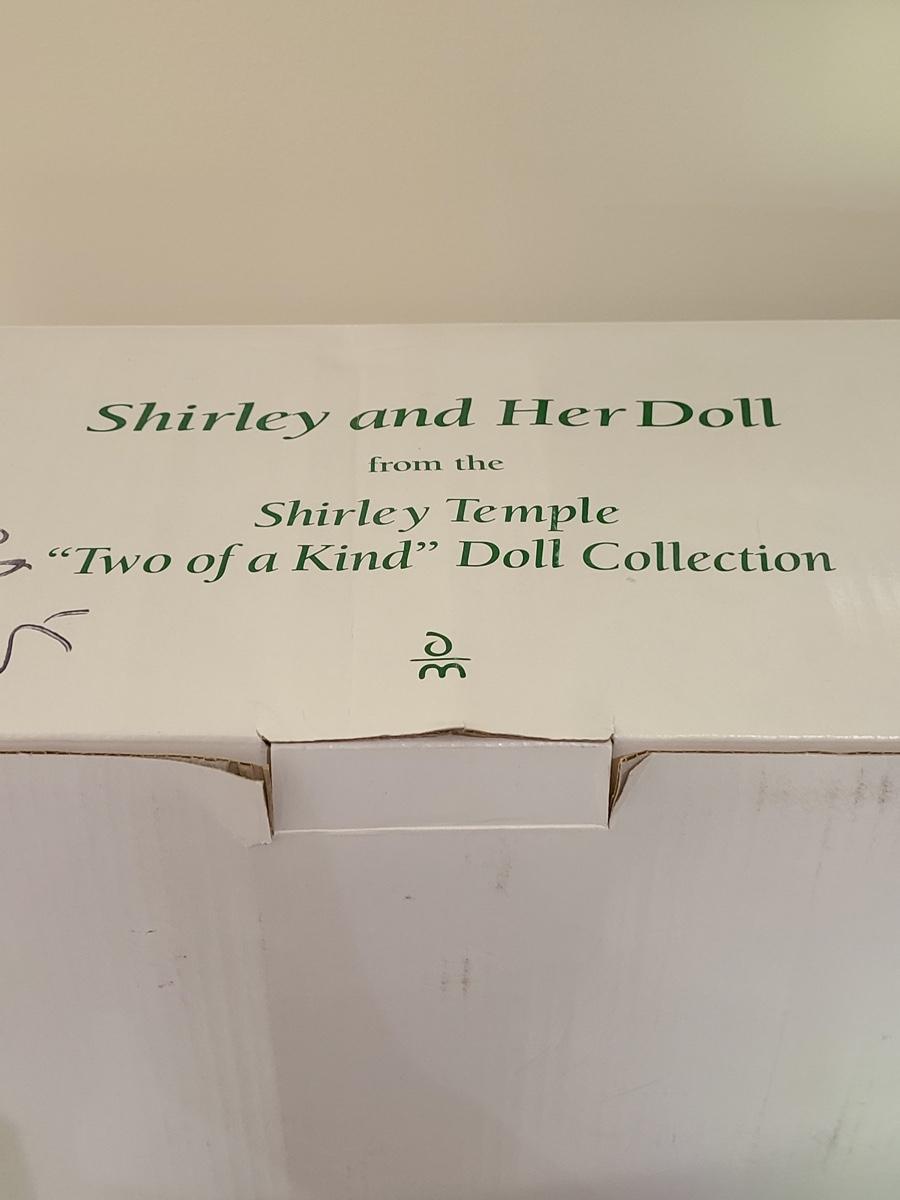 Shirley and Her Doll
from the
Shirley Temple
“Two of a Kind” Doll Collection